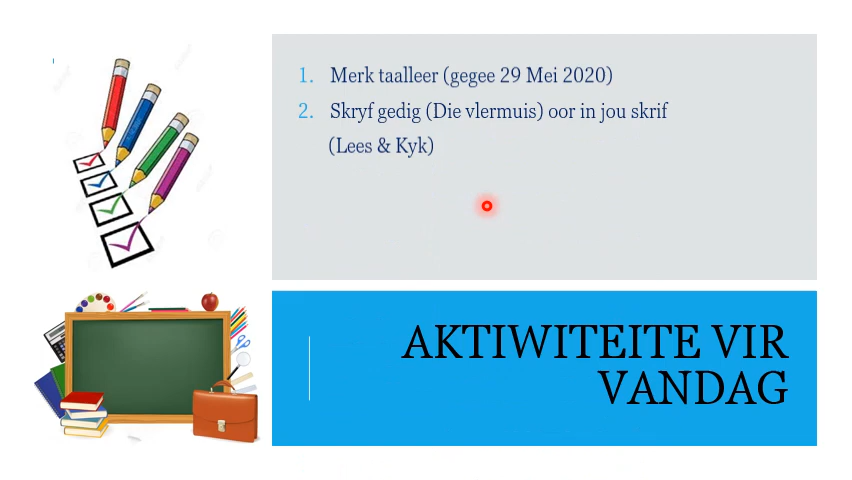 1. Merk taalleer (gegee 29 Mei 2020)
2. Skryf gedig (Die vlermuis) oor in jou skrif
(Lees & Kyk)
AKTIWITEITE VIR
VANDAG